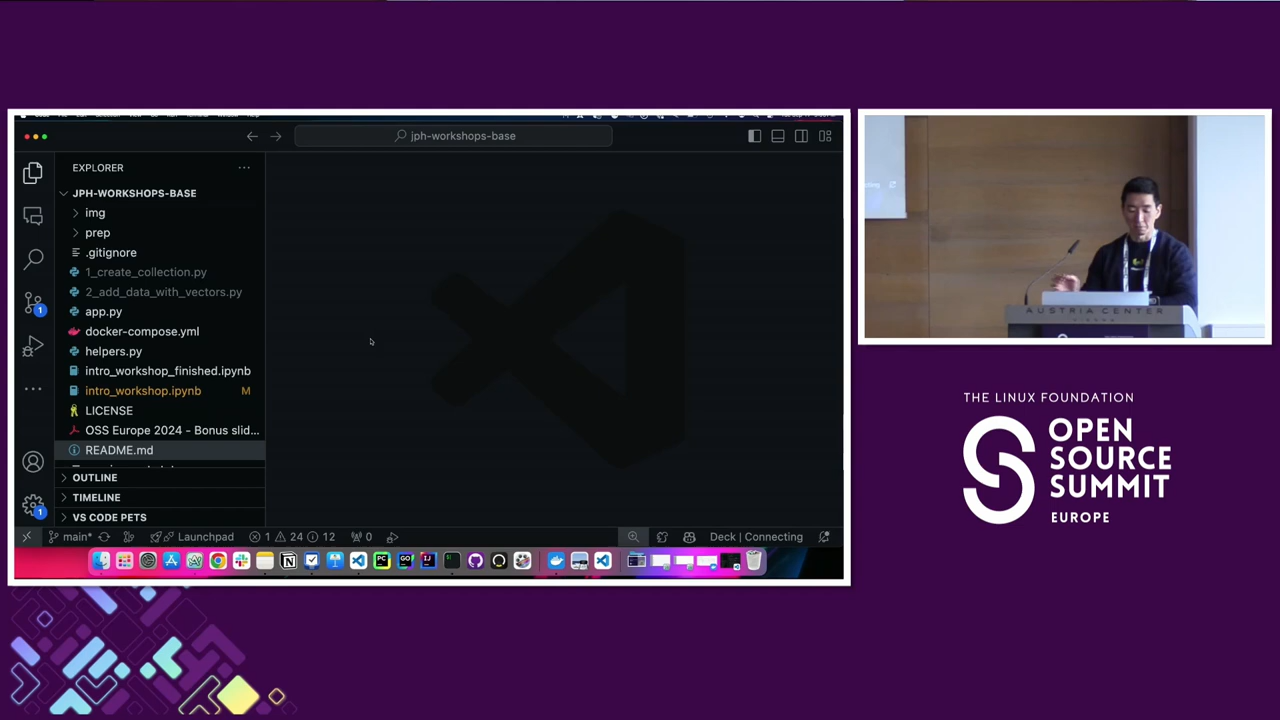 jph-workshops-base
EXPLORER
JPH-WORKSHOPS-BASE
img
prep
.gitignore
1_create_collection.py
2_add_data_with_vectors.py
app.py
docker-compose.yml
helpers.py
intro_workshop_finished.ipynb
intro_workshop.ipynb M
LICENSE
OSS Europe 2024 - Bonus slid...
README.md
OUTLINE
TIMELINE
VS CODE PETS
1
1
main* Launchpad 1 24 12 0 Deck | Connecting
AUSTRIA CENTER
THE LINUX FOUNDATION
OPEN
SOURCE
SUMMIT
EUROPE